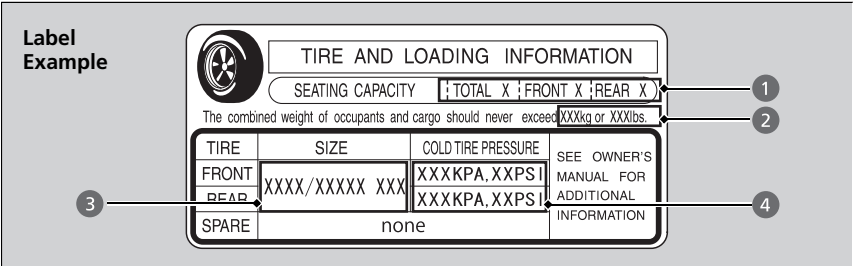 Label
Example
TIRE AND LOADING INFORMATION
SEATING CAPACITY TOTAL X FRONT X REAR X
1
The combined weight of occupants and cargo should never exceed XXXkg or XXXlbs.
2
TIRE SIZE COLD TIRE PRESSURE
SEE OWNER'S
MANUAL FOR
ADDITIONAL
INFORMATION
FRONT XXXX/XXXXX XXX XXXKPA,XXPSI
REAR XXXKPA,XXPSI
3
4
SPARE none